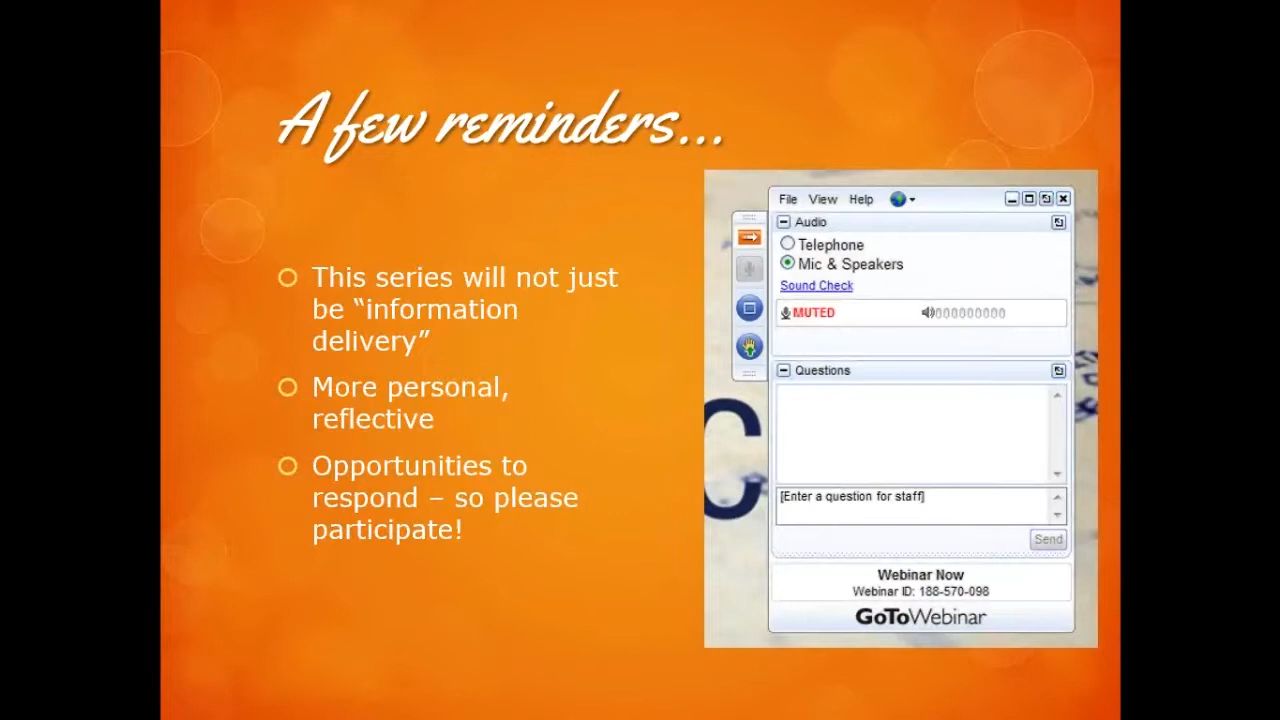 A few reminders...
This series will not just
be “information
delivery”
More personal,
reflective
Opportunities to
respond – so please
participate!
File View Help
Audio
Telephone
Mic & Speakers
Sound Check
MUTED
Questions
[Enter a question for staff]
Send
Webinar Now
Webinar ID: 188-570-098
GoToWebinar